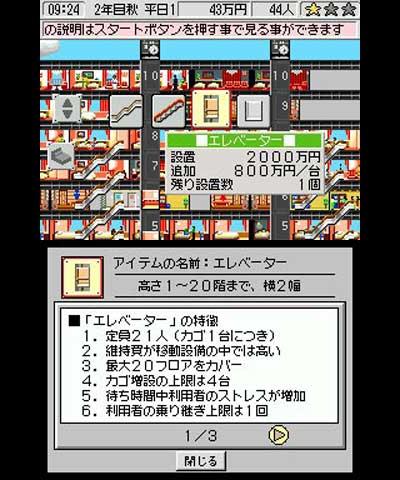 09:24 2年目秋 平日1 43万円 44人
の説明はスタートボタンを押す事で見る事ができます
10 10
9
8 8
7 7
■エレベーター■
設置 2000万円
追加 800万円/台
残り設置数 1個
アイテムの名前:エレベーター
高さ1~20階まで、横2幅
■「エレベーター」の特徴
1. 定員21人(カゴ1台につき)
2. 維持費が移動設備の中では高い
3. 最大20フロアをカバー
4. カゴ増設の上限は4台
5. 待ち時間中利用者のストレスが増加
6. 利用者の乗り継ぎ上限は1回
1/3
閉じる